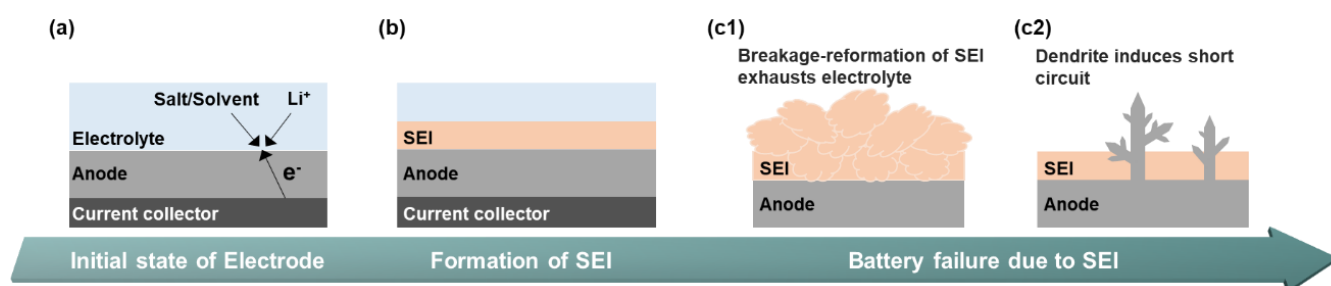 (a)
(b)
(c1)
(c2)
Breakage-reformation of SEI
exhausts electrolyte
Dendrite induces short
circuit
Salt/Solvent
Li⁺
Electrolyte
Anode
e⁻
Current collector
SEI
Anode
Current collector
SEI
Anode
SEI
Anode
Initial state of Electrode
Formation of SEI
Battery failure due to SEI